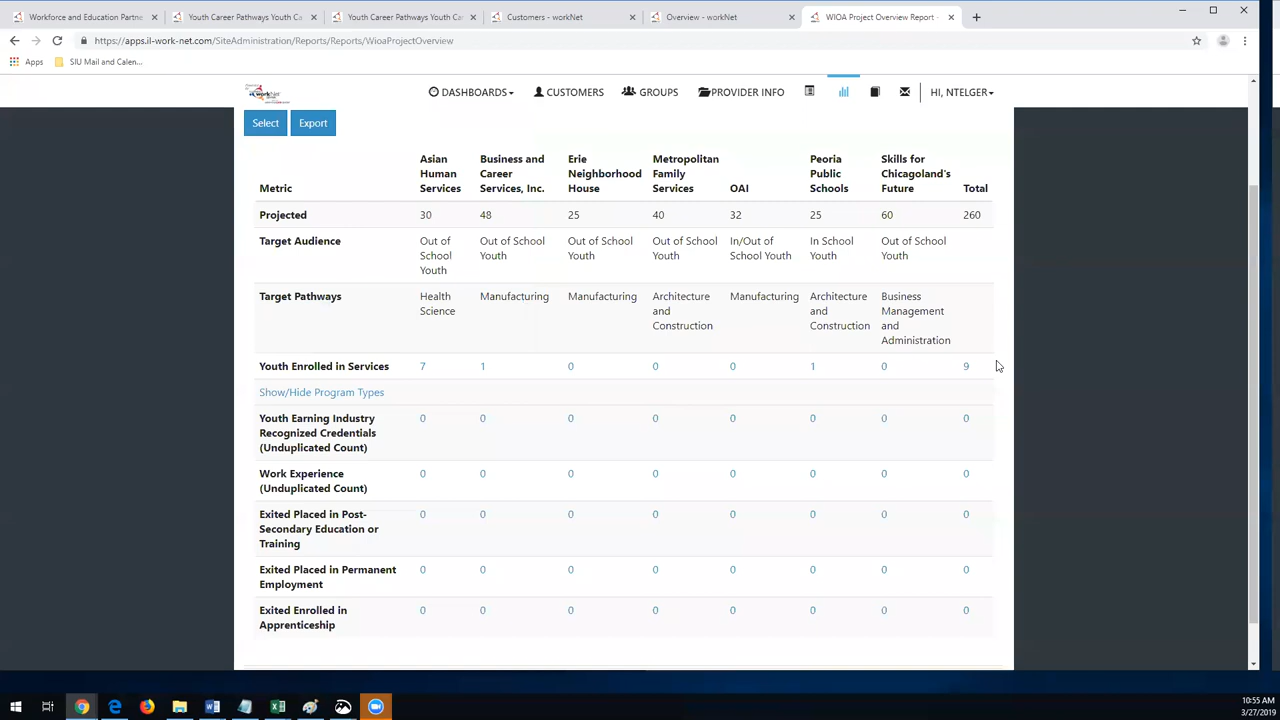 Workforce and Education Partne
Youth Career Pathways Youth C
Youth Career Pathways Youth Ca
Customers - workNet
Overview - workNet
WIOA Project Overview Report -
https://apps.il-work-net.com/SiteAdministration/Reports/Reports/WioaProjectOverview
Apps SIU Mail and Calen...
DASHBOARDS CUSTOMERS GROUPS PROVIDER INFO HI, NTELGER
Select Export
Metric Asian Human Services Business and Career Services, Inc. Erie Neighborhood House Metropolitan Family Services OAI Peoria Public Schools Skills for Chicagoland's Future Total
Projected 30 48 25 40 32 25 60 260
Target Audience Out of School Youth Out of School Youth Out of School Youth Out of School Youth In/Out of School Youth In School Youth Out of School Youth
Target Pathways Health Science Manufacturing Manufacturing Architecture and Construction Manufacturing Architecture and Construction Business Management and Administration
Youth Enrolled in Services 7 1 0 0 0 1 0 9
Show/Hide Program Types
Youth Earning Industry Recognized Credentials (Unduplicated Count) 0 0 0 0 0 0 0 0
Work Experience (Unduplicated Count) 0 0 0 0 0 0 0 0
Exited Placed in Post-Secondary Education or Training 0 0 0 0 0 0 0 0
Exited Placed in Permanent Employment 0 0 0 0 0 0 0 0
Exited Enrolled in Apprenticeship 0 0 0 0 0 0 0 0
10:55 AM
3/27/2019